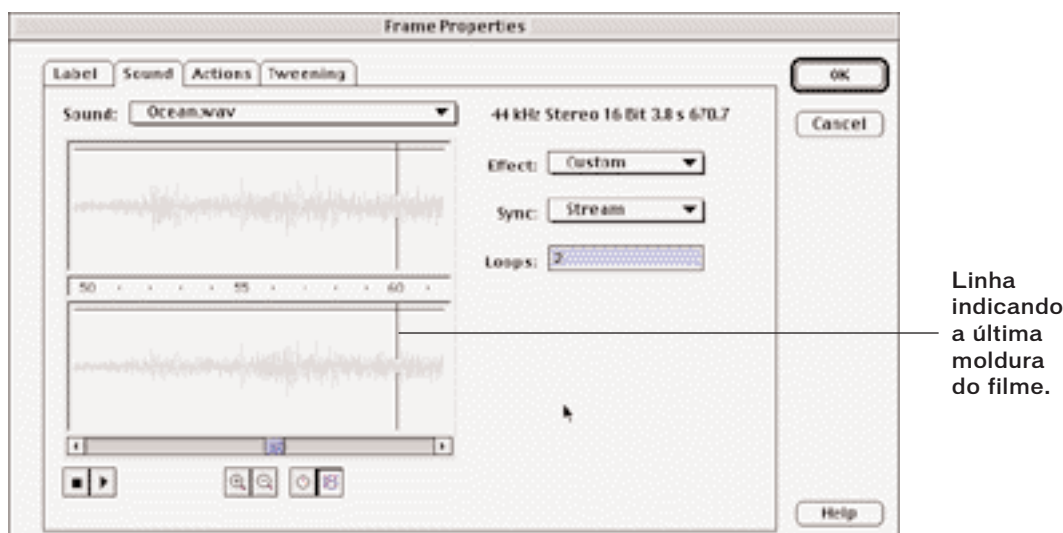 Frame Properties
Label Sound Actions Tweening
OK
Sound: Ocean.wav
44 kHz Stereo 16 Bit 3.8 s 670.7
Cancel
Effect: Custom
Sync: Stream
Loops: 2
50 55 60
Linha
indicando
a última
moldura
do filme.
Help